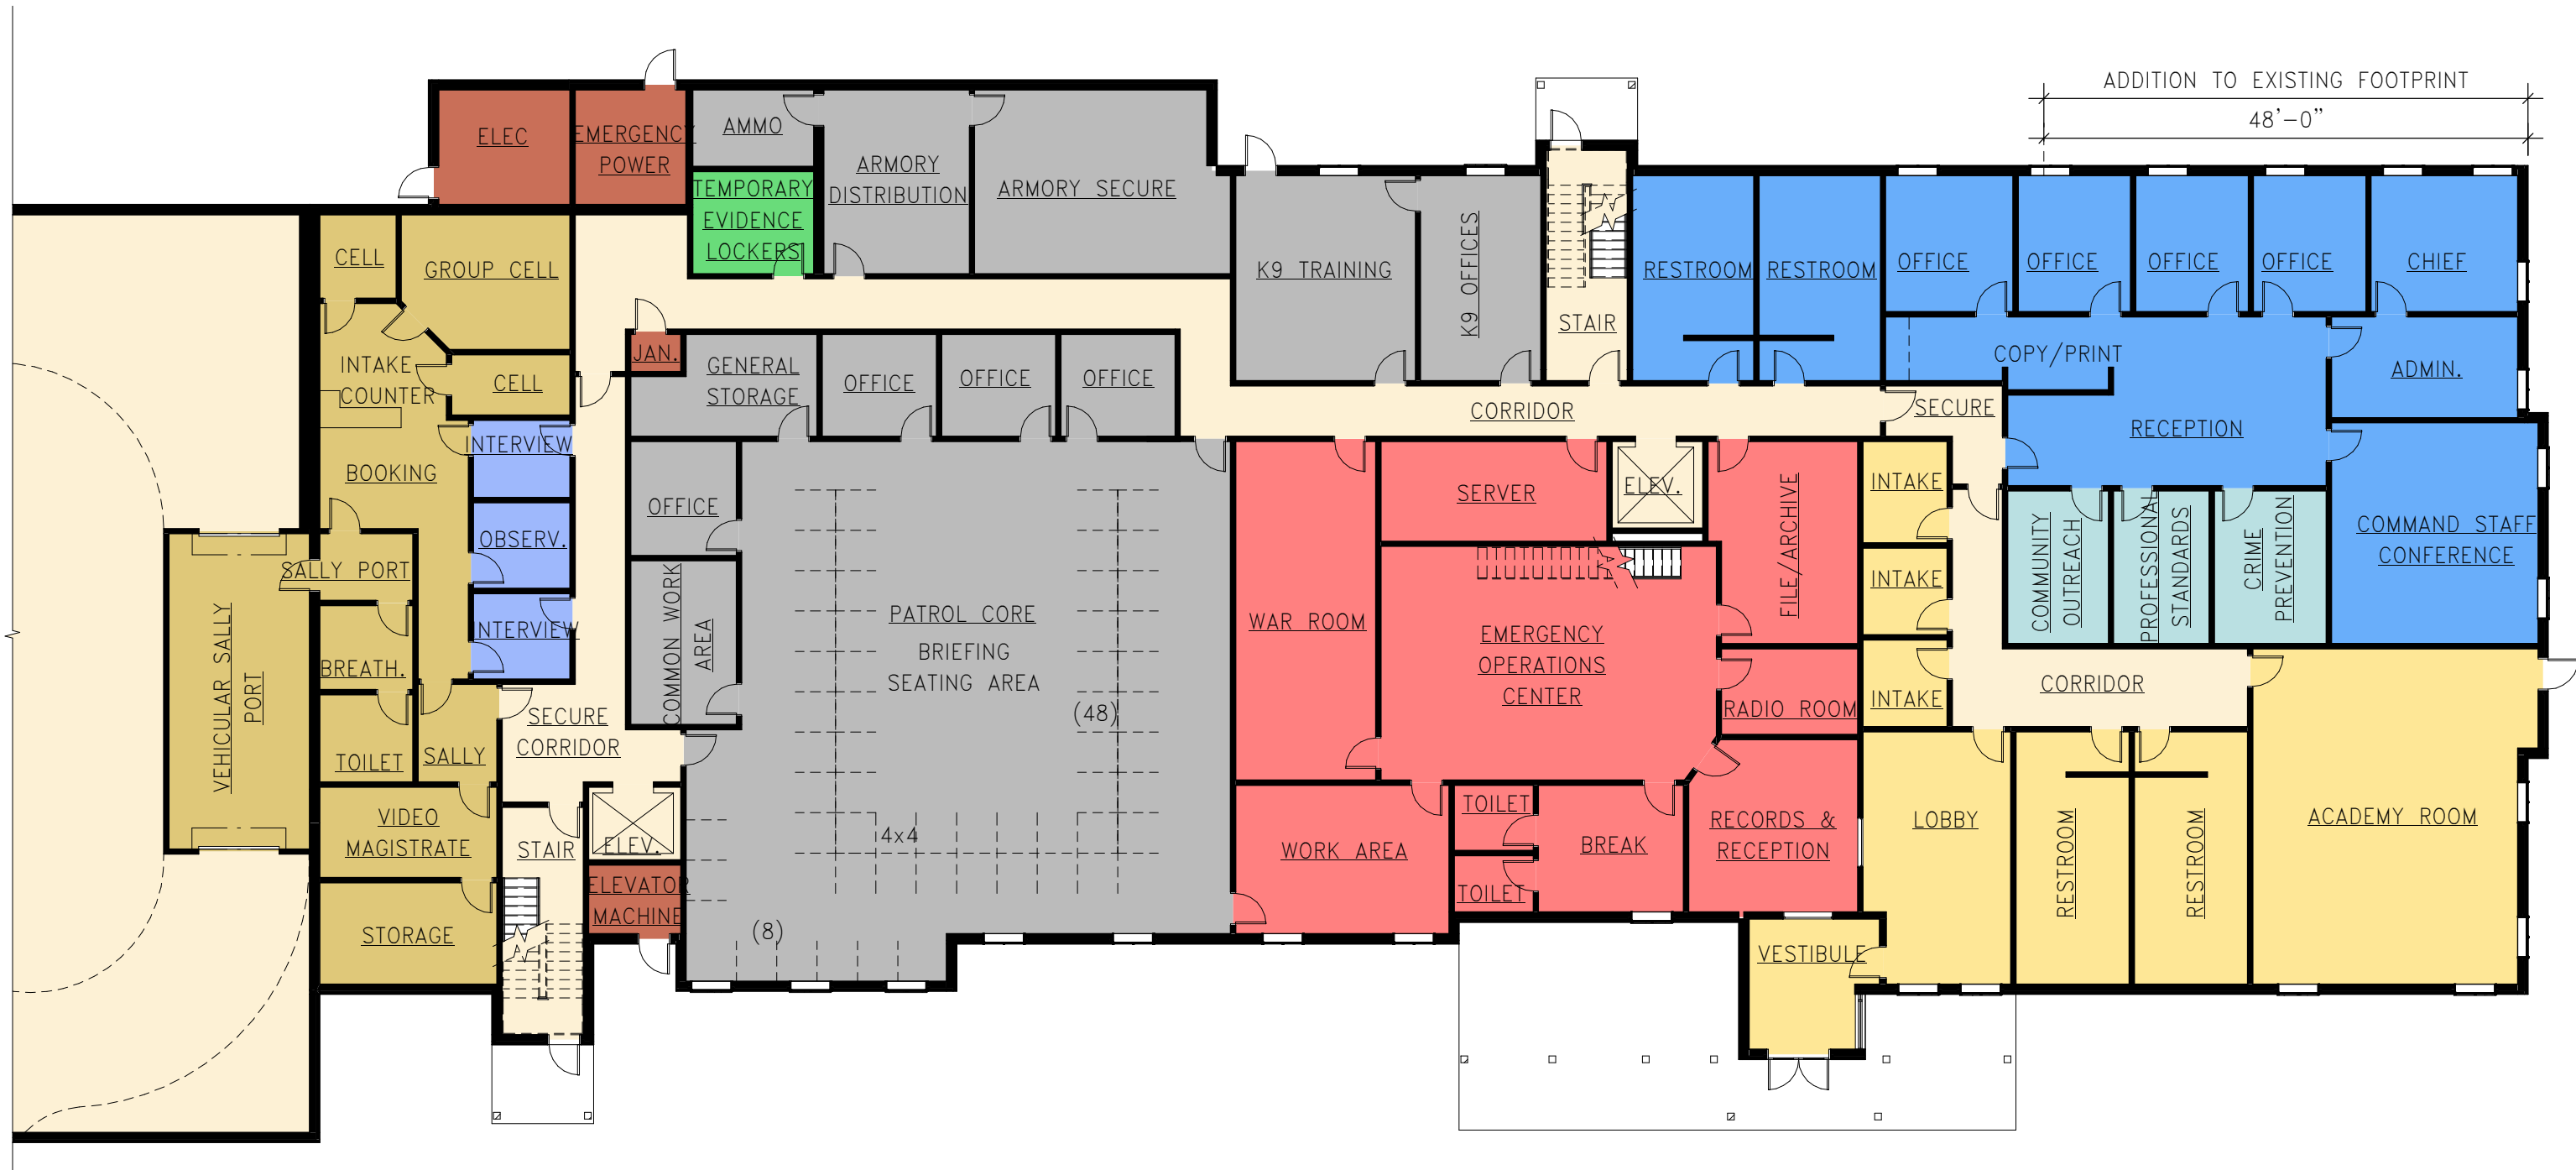 ADDITION TO EXISTING FOOTPRINT
48'-0"
ELEC
EMERGENCY
POWER
AMMO
TEMPORARY
EVIDENCE
LOCKERS
ARMORY
DISTRIBUTION
ARMORY SECURE
K9 TRAINING
K9 OFFICES
STAIR
RESTROOM
RESTROOM
OFFICE
OFFICE
OFFICE
OFFICE
CHIEF
CELL
GROUP CELL
INTAKE
COUNTER
CELL
JAN.
GENERAL
STORAGE
OFFICE
OFFICE
OFFICE
CORRIDOR
SECURE
COPY/PRINT
ADMIN.
RECEPTION
INTERVIEW
BOOKING
OBSERV.
INTERVIEW
SALLY PORT
VEHICULAR SALLY
PORT
BREATH.
TOILET
SALLY
VIDEO
MAGISTRATE
STORAGE
SECURE
CORRIDOR
STAIR
ELEV.
ELEVATOR
MACHINE
OFFICE
COMMON WORK
AREA
PATROL CORE
BRIEFING
SEATING AREA
(48)
4x4
(8)
WAR ROOM
SERVER
ELEV.
FILE/ARCHIVE
EMERGENCY
OPERATIONS
CENTER
RADIO ROOM
WORK AREA
TOILET
TOILET
BREAK
RECORDS &
RECEPTION
INTAKE
INTAKE
INTAKE
COMMUNITY
OUTREACH
PROFESSIONAL
STANDARDS
CRIME
PREVENTION
COMMAND STAFF
CONFERENCE
CORRIDOR
LOBBY
RESTROOM
RESTROOM
ACADEMY ROOM
VESTIBULE